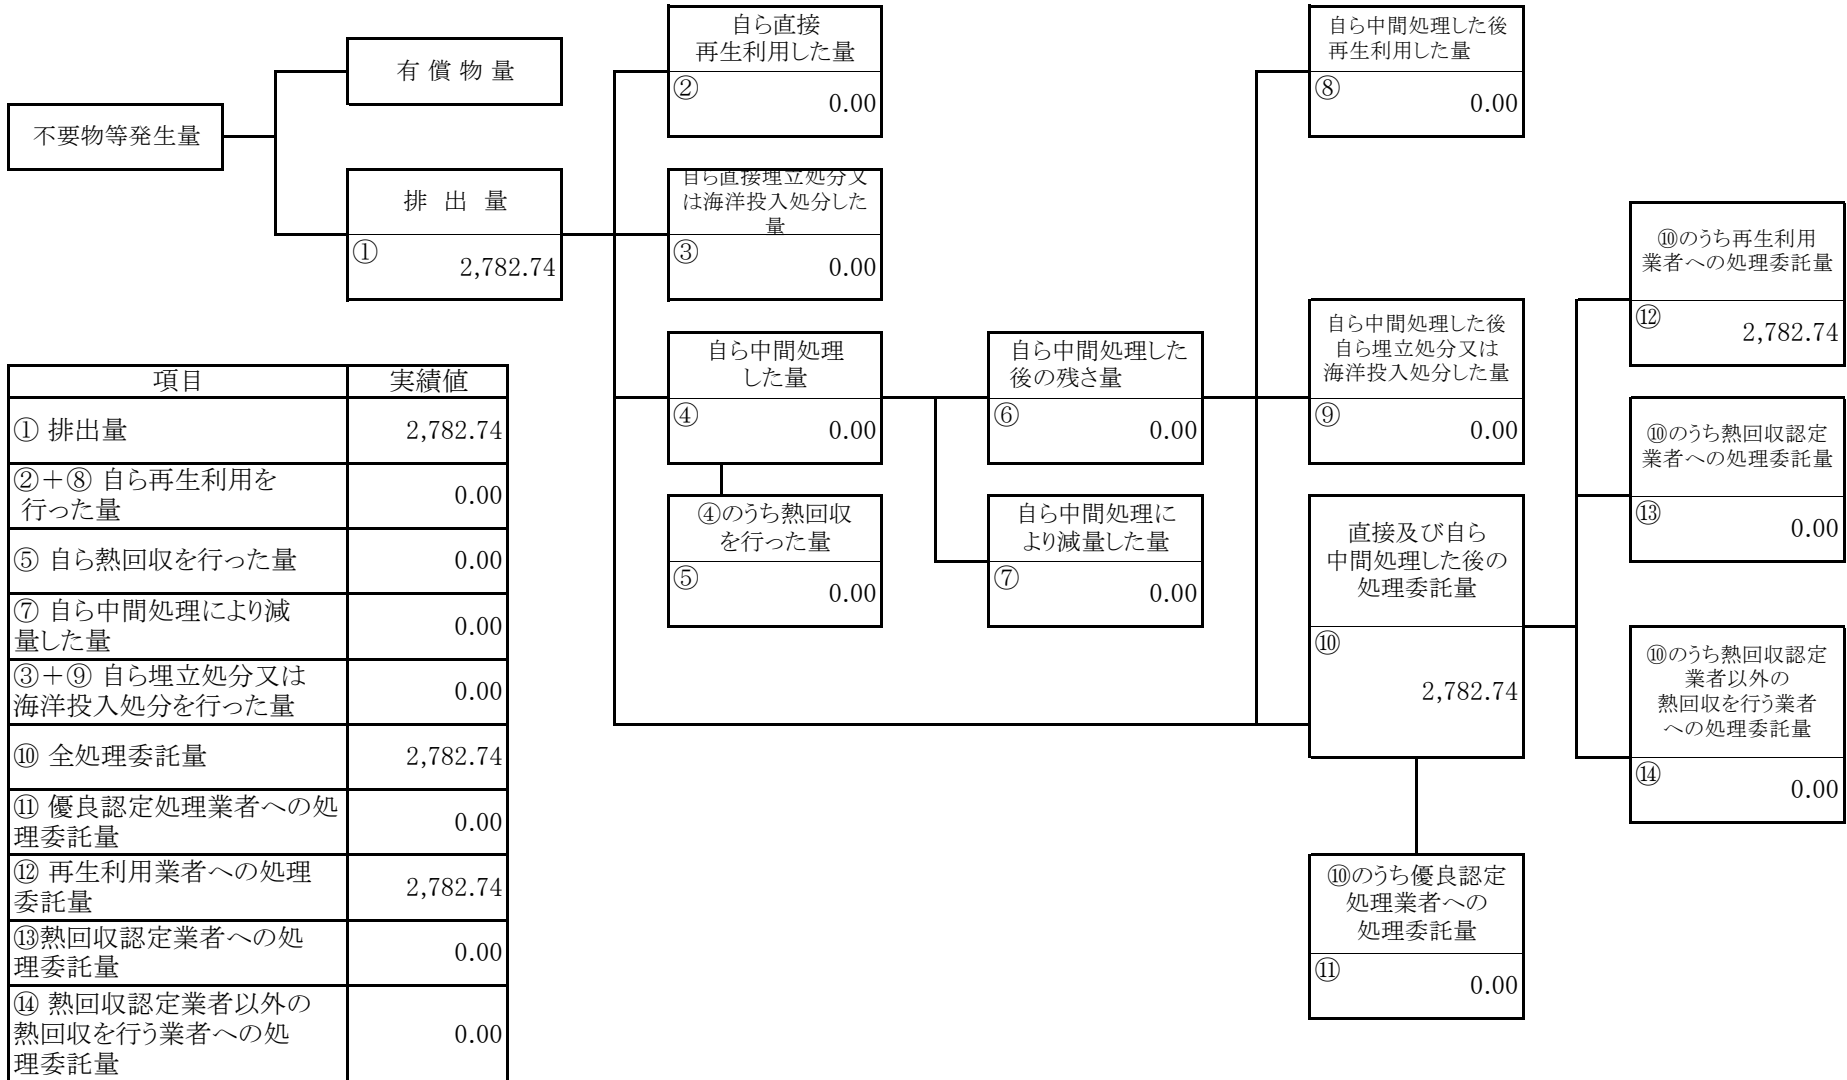 不要物等発生量
有 償 物 量
排 出 量
①
2,782.74
自ら直接
再生利用した量
②
0.00
自ら直接埋立処分又
は海洋投入処分した
量
③
0.00
自ら中間処理
した量
④
0.00
④のうち熱回収
を行った量
⑤
0.00
自ら中間処理した
後の残さ量
⑥
0.00
自ら中間処理に
より減量した量
⑦
0.00
自ら中間処理した後
再生利用した量
⑧
0.00
自ら中間処理した後
自ら埋立処分又は
海洋投入処分した量
⑨
0.00
直接及び自ら
中間処理した後の
処理委託量
⑩
2,782.74
⑩のうち優良認定
処理業者への
処理委託量
⑪
0.00
⑩のうち再生利用
業者への処理委託量
⑫
2,782.74
⑩のうち熱回収認定
業者への処理委託量
⑬
0.00
⑩のうち熱回収認定
業者以外の
熱回収を行う業者
への処理委託量
⑭
0.00
項目 実績値
① 排出量 2,782.74
②＋⑧ 自ら再生利用を
行った量 0.00
⑤ 自ら熱回収を行った量 0.00
⑦ 自ら中間処理により減
量した量 0.00
③＋⑨ 自ら埋立処分又は
海洋投入処分を行った量 0.00
⑩ 全処理委託量 2,782.74
⑪ 優良認定処理業者への処
理委託量 0.00
⑫ 再生利用業者への処理
委託量 2,782.74
⑬熱回収認定業者への処
理委託量 0.00
⑭ 熱回収認定業者以外の
熱回収を行う業者への処
理委託量 0.00